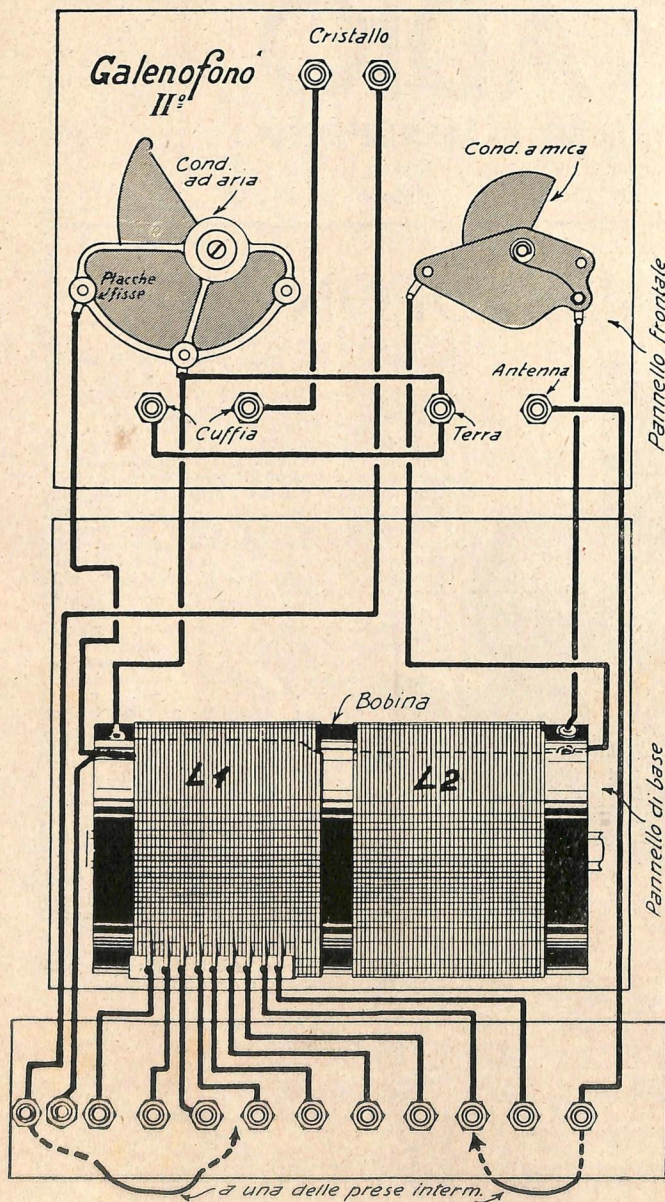 Cristallo
Galenofono
IIº
Cond.
ad aria
Cond. a mica
Placche
fisse
Pannello frontale
Antenna
Cuffia
Terra
Bobina
L1
L2
Pannello di base
a una delle prese interm.